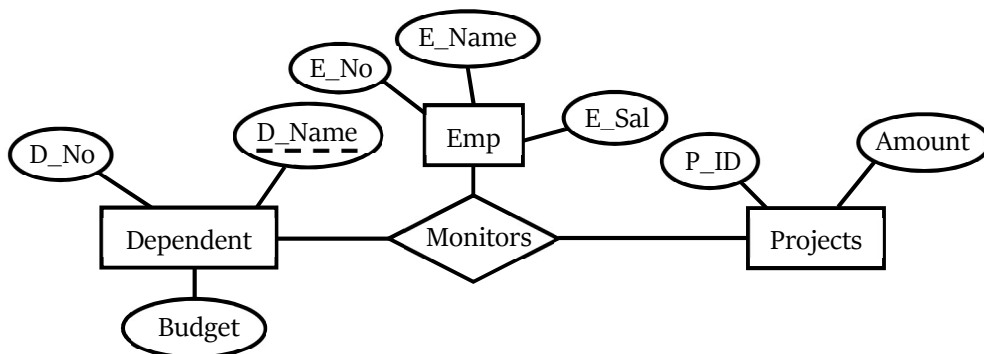 E_Name
E_No
E_Sal
D_Name
D_No
Emp
Amount
P_ID
Dependent
Monitors
Projects
Budget